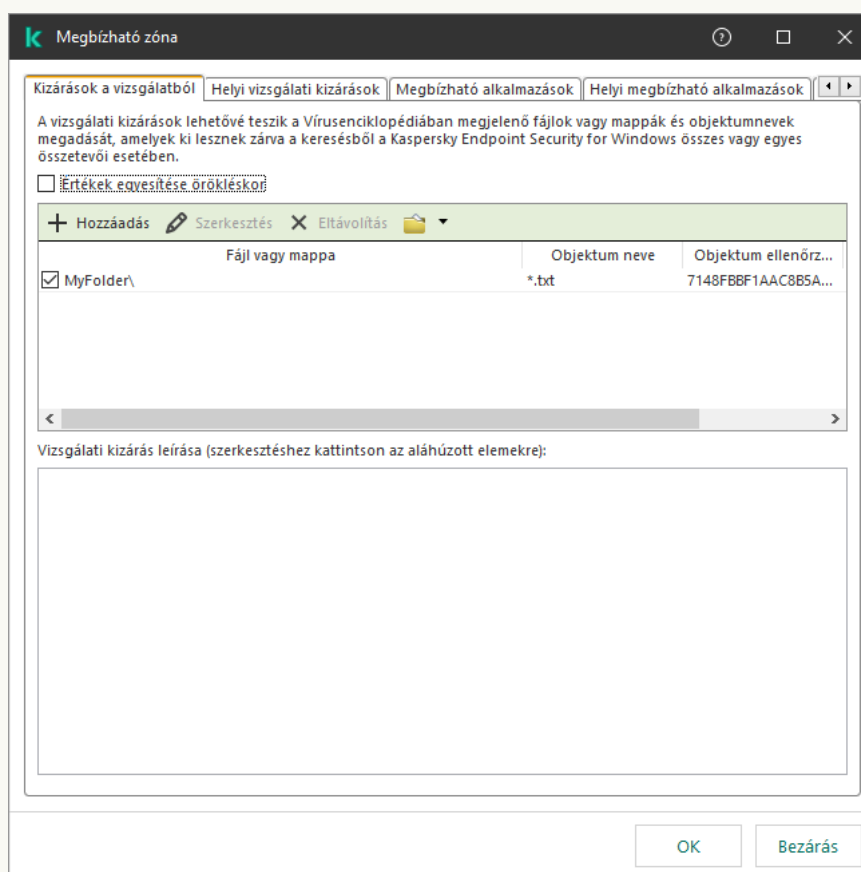 Megbízható zóna
Kizárások a vizsgálatból Helyi vizsgálati kizárások Megbízható alkalmazások Helyi megbízható alkalmazások
A vizsgálati kizárások lehetővé teszik a Vírusenciklopédiában megjelenő fájlok vagy mappák és objektumnevek
megadását, amelyek ki lesznek zárva a keresésből a Kaspersky Endpoint Security for Windows összes vagy egyes
összetevői esetében.
Értékek egyesítése örökléskor
Hozzáadás Szerkesztés Eltávolítás
Fájl vagy mappa Objektum neve Objektum ellenőrz...
MyFolder\ *.txt 7148FBBF1AAC8B5A...
Vizsgálati kizárás leírása (szerkesztéshez kattintson az aláhúzott elemekre):
OK Bezárás